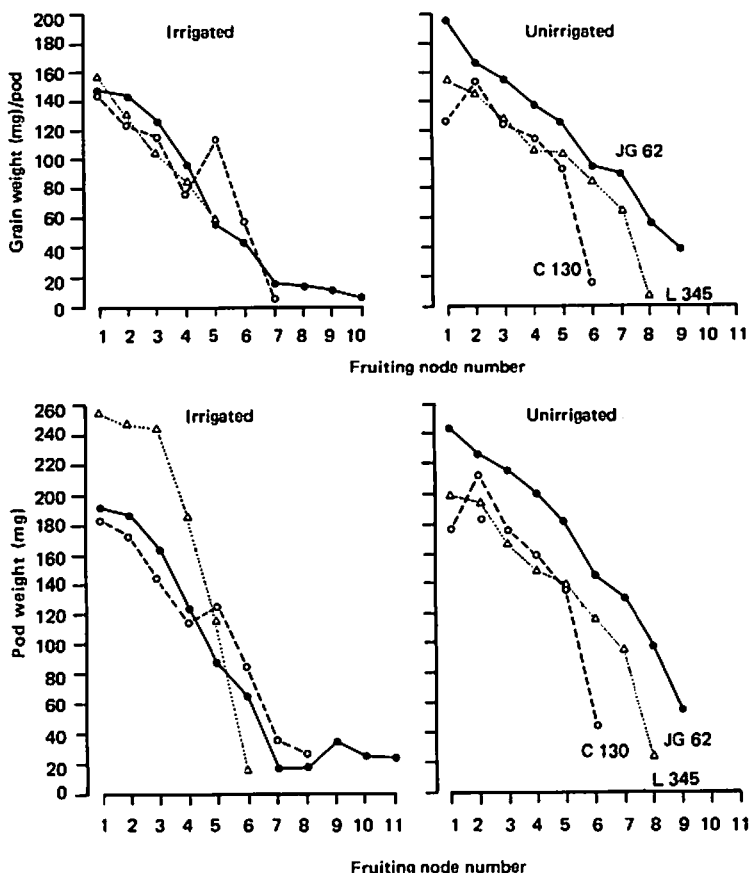 Irrigated
Unirrigated
Grain weight (mg)/pod
200
180
160
140
120
100
80
60
40
20
0
JG 62
C 130
L 345
1 2 3 4 5 6 7 8 9 10
1 2 3 4 5 6 7 8 9 10 11
Fruiting node number
Irrigated
Unirrigated
Pod weight (mg)
260
240
220
200
180
160
140
120
100
80
60
40
20
0
C 130
JG 62
L 345
1 2 3 4 5 6 7 8 9 10 11
1 2 3 4 5 6 7 8 9 10 11
Fruiting node number